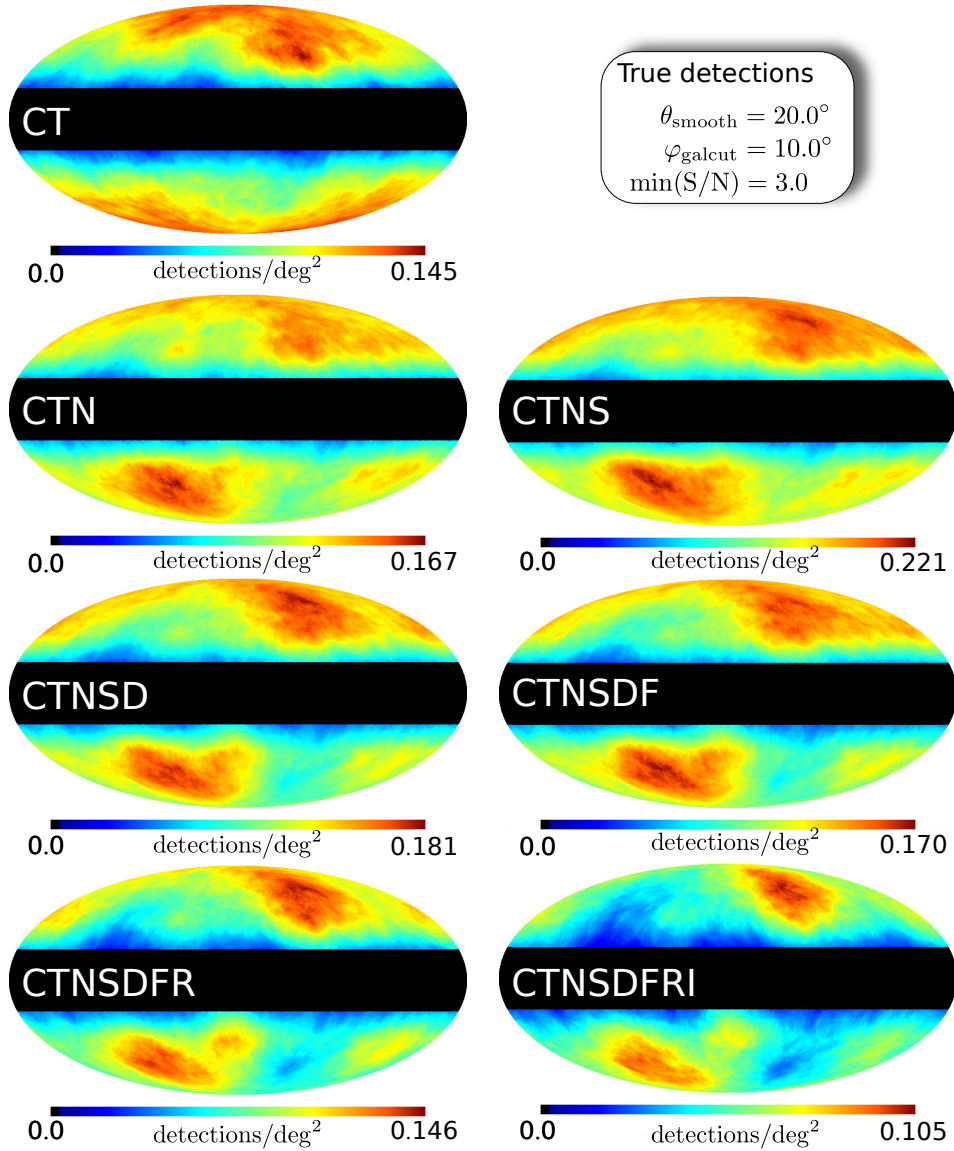 True detections
θsmooth = 20.0°
φgalcut = 10.0°
min(S/N) = 3.0
CT
0.0 detections/deg² 0.145
CTN
0.0 detections/deg² 0.167
CTNS
0.0 detections/deg² 0.221
CTNSD
0.0 detections/deg² 0.181
CTNSDF
0.0 detections/deg² 0.170
CTNSDFR
0.0 detections/deg² 0.146
CTNSDFRI
0.0 detections/deg² 0.105